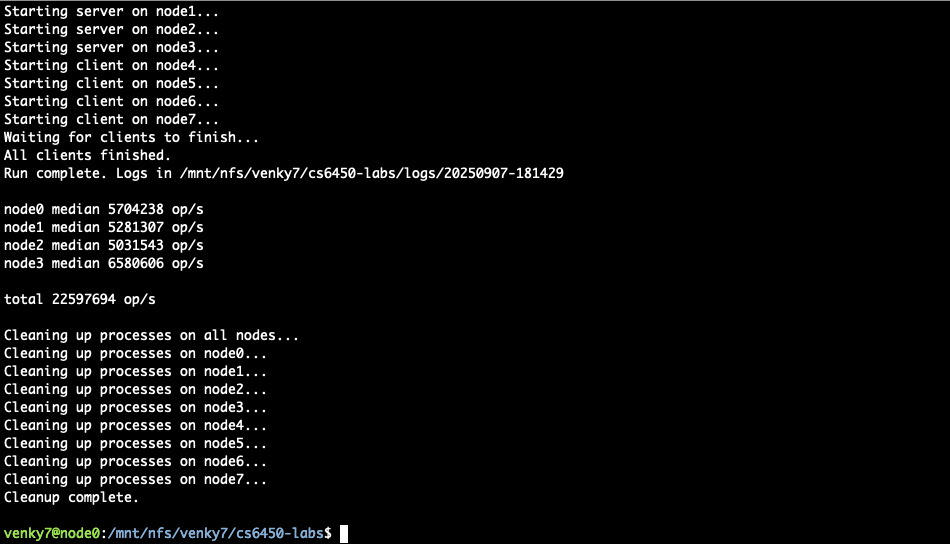 Starting server on node1...
Starting server on node2...
Starting server on node3...
Starting client on node4...
Starting client on node5...
Starting client on node6...
Starting client on node7...
Waiting for clients to finish...
All clients finished.
Run complete. Logs in /mnt/nfs/venky7/cs6450-labs/logs/20250907-181429
node0 median 5704238 op/s
node1 median 5281307 op/s
node2 median 5031543 op/s
node3 median 6580606 op/s
total 22597694 op/s
Cleaning up processes on all nodes...
Cleaning up processes on node0...
Cleaning up processes on node1...
Cleaning up processes on node2...
Cleaning up processes on node3...
Cleaning up processes on node4...
Cleaning up processes on node5...
Cleaning up processes on node6...
Cleaning up processes on node7...
Cleanup complete.
venky7@node0:/mnt/nfs/venky7/cs6450-labs$